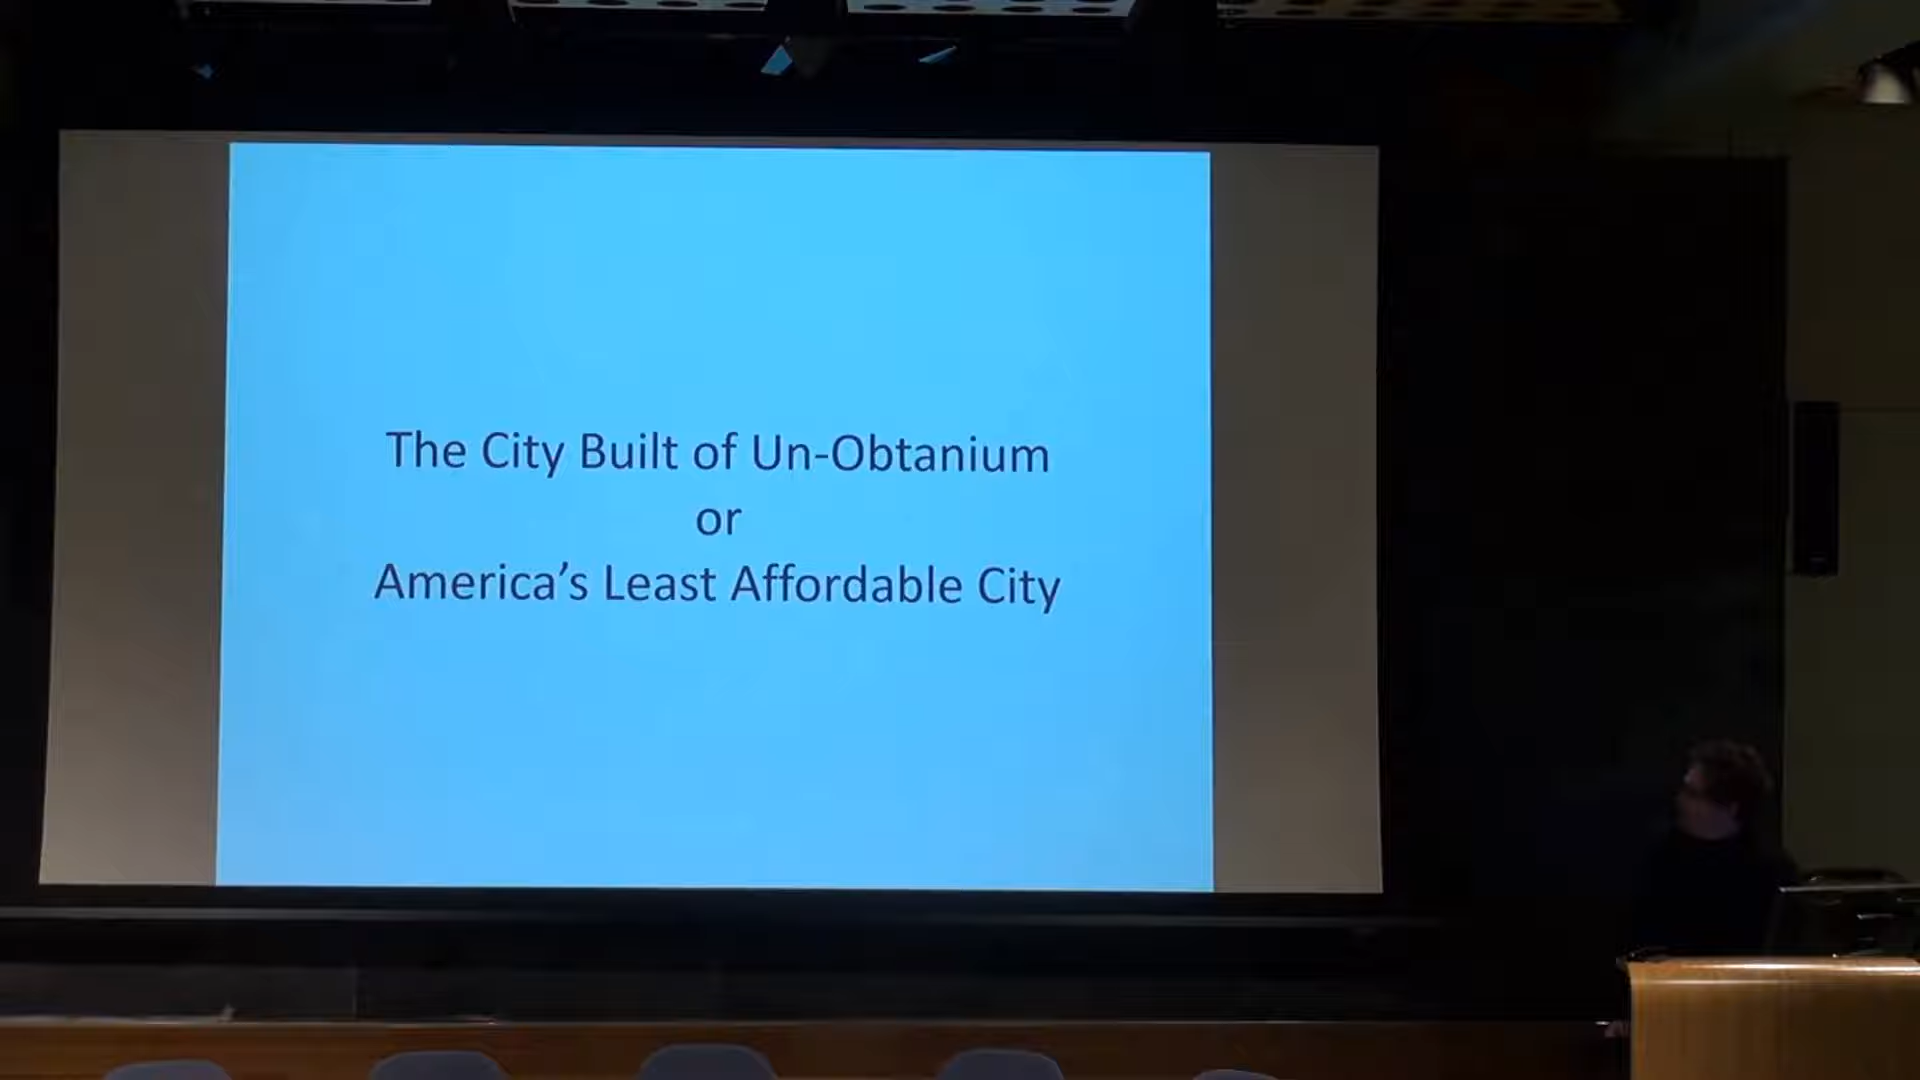 The City Built of Un-Obtanium
or
America’s Least Affordable City